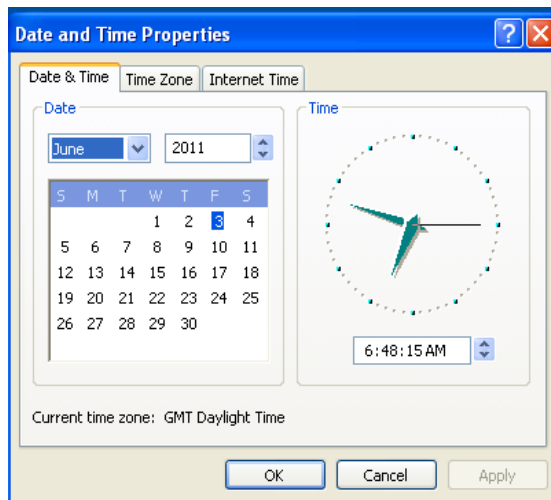 Date and Time Properties
Date & Time Time Zone Internet Time
Date
June 2011
S M T W T F S
1 2 3 4
5 6 7 8 9 10 11
12 13 14 15 16 17 18
19 20 21 22 23 24 25
26 27 28 29 30
Time
6:48:15 AM
Current time zone: GMT Daylight Time
OK Cancel Apply